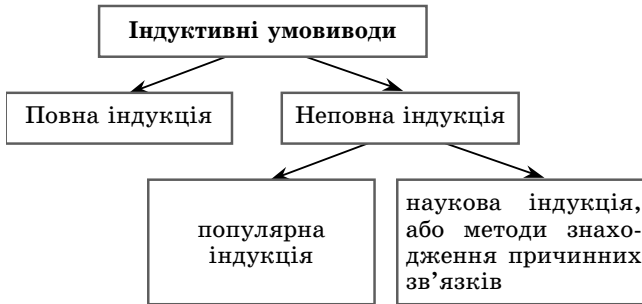 Індуктивні умовиводи
Повна індукція
Неповна індукція
популярна
індукція
наукова індукція,
або методи знахо-
дження причинних
зв'язків